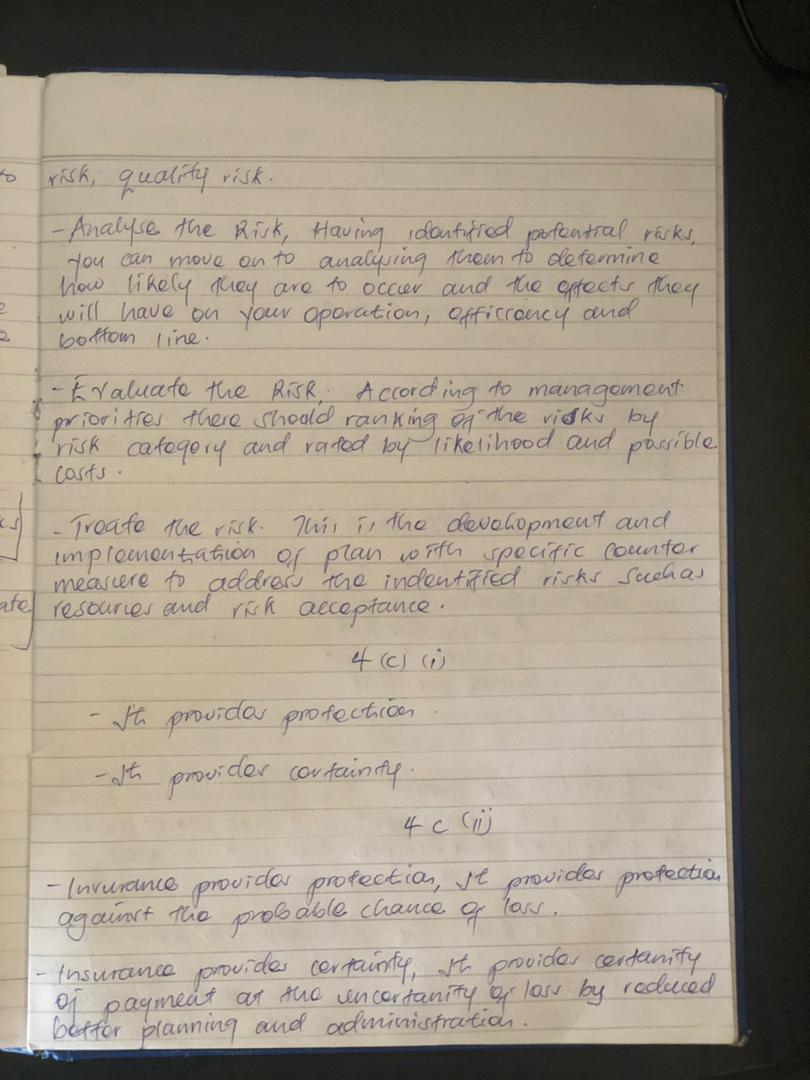 risk, quality risk.
- Analyse the Risk, Having identified potential risks,
you can move on to analysing them to determine
how likely they are to occur and the effects they
will have on your operation, efficiency and
bottom line.
- Evaluate the Risk. According to management
priorities there should ranking of the risks by
risk category and rated by likelihood and possible
costs.
- Treate the risk. This is the development and
implementation of plan with specific counter
measure to address the indentified risks such as
resources and risk acceptance.
4 (c) (i)
- It provides protection.
- It provides certainty.
4 c (ii)
- Insurance provides protection, It provides protection
against the probable chance of loss.
- Insurance provides certainty, It provides certanity
of payment at the uncertanity of loss by reduced
better planning and administration.